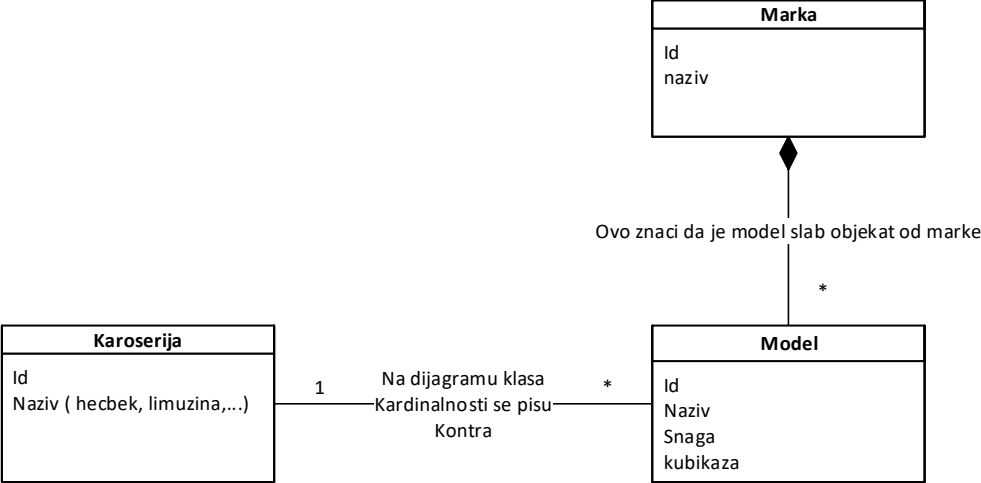 Marka
Id
naziv
Ovo znaci da je model slab objekat od marke
*
Karoserija
Id
Naziv ( hecbek, limuzina,...)
1
Na dijagramu klasa
Kardinalnosti se pisu
Kontra
*
Model
Id
Naziv
Snaga
kubikaza